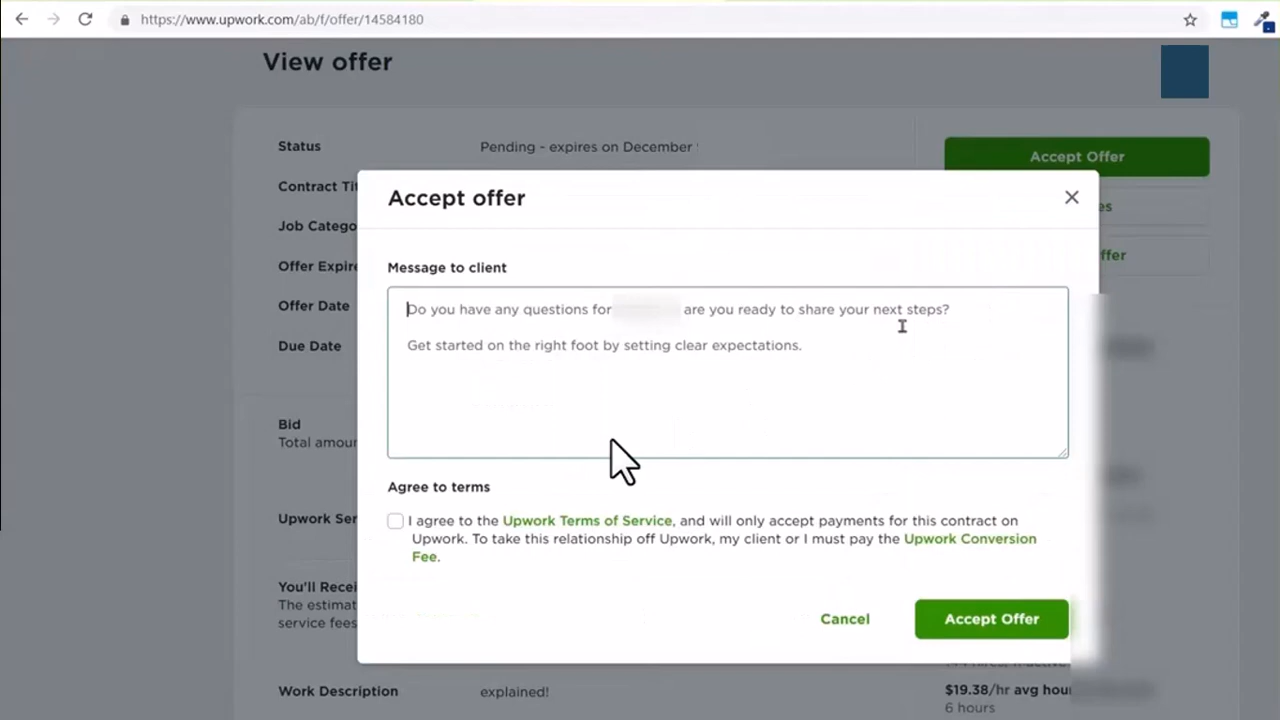 https://www.upwork.com/ab/f/offer/14584180
View offer
Status
Pending - expires on December
Accept Offer
Contract Tit
Accept offer
es
Job Catego
ffer
Offer Expire
Message to client
Offer Date
Do you have any questions for are you ready to share your next steps?
Due Date
Get started on the right foot by setting clear expectations.
Bid
Total amour
Agree to terms
Upwork Ser
I agree to the Upwork Terms of Service, and will only accept payments for this contract on
Upwork. To take this relationship off Upwork, my client or I must pay the Upwork Conversion
Fee.
You'll Recei
The estimat
service fees
Cancel
Accept Offer
Work Description
explained!
$19.38/hr avg hou
6 hours